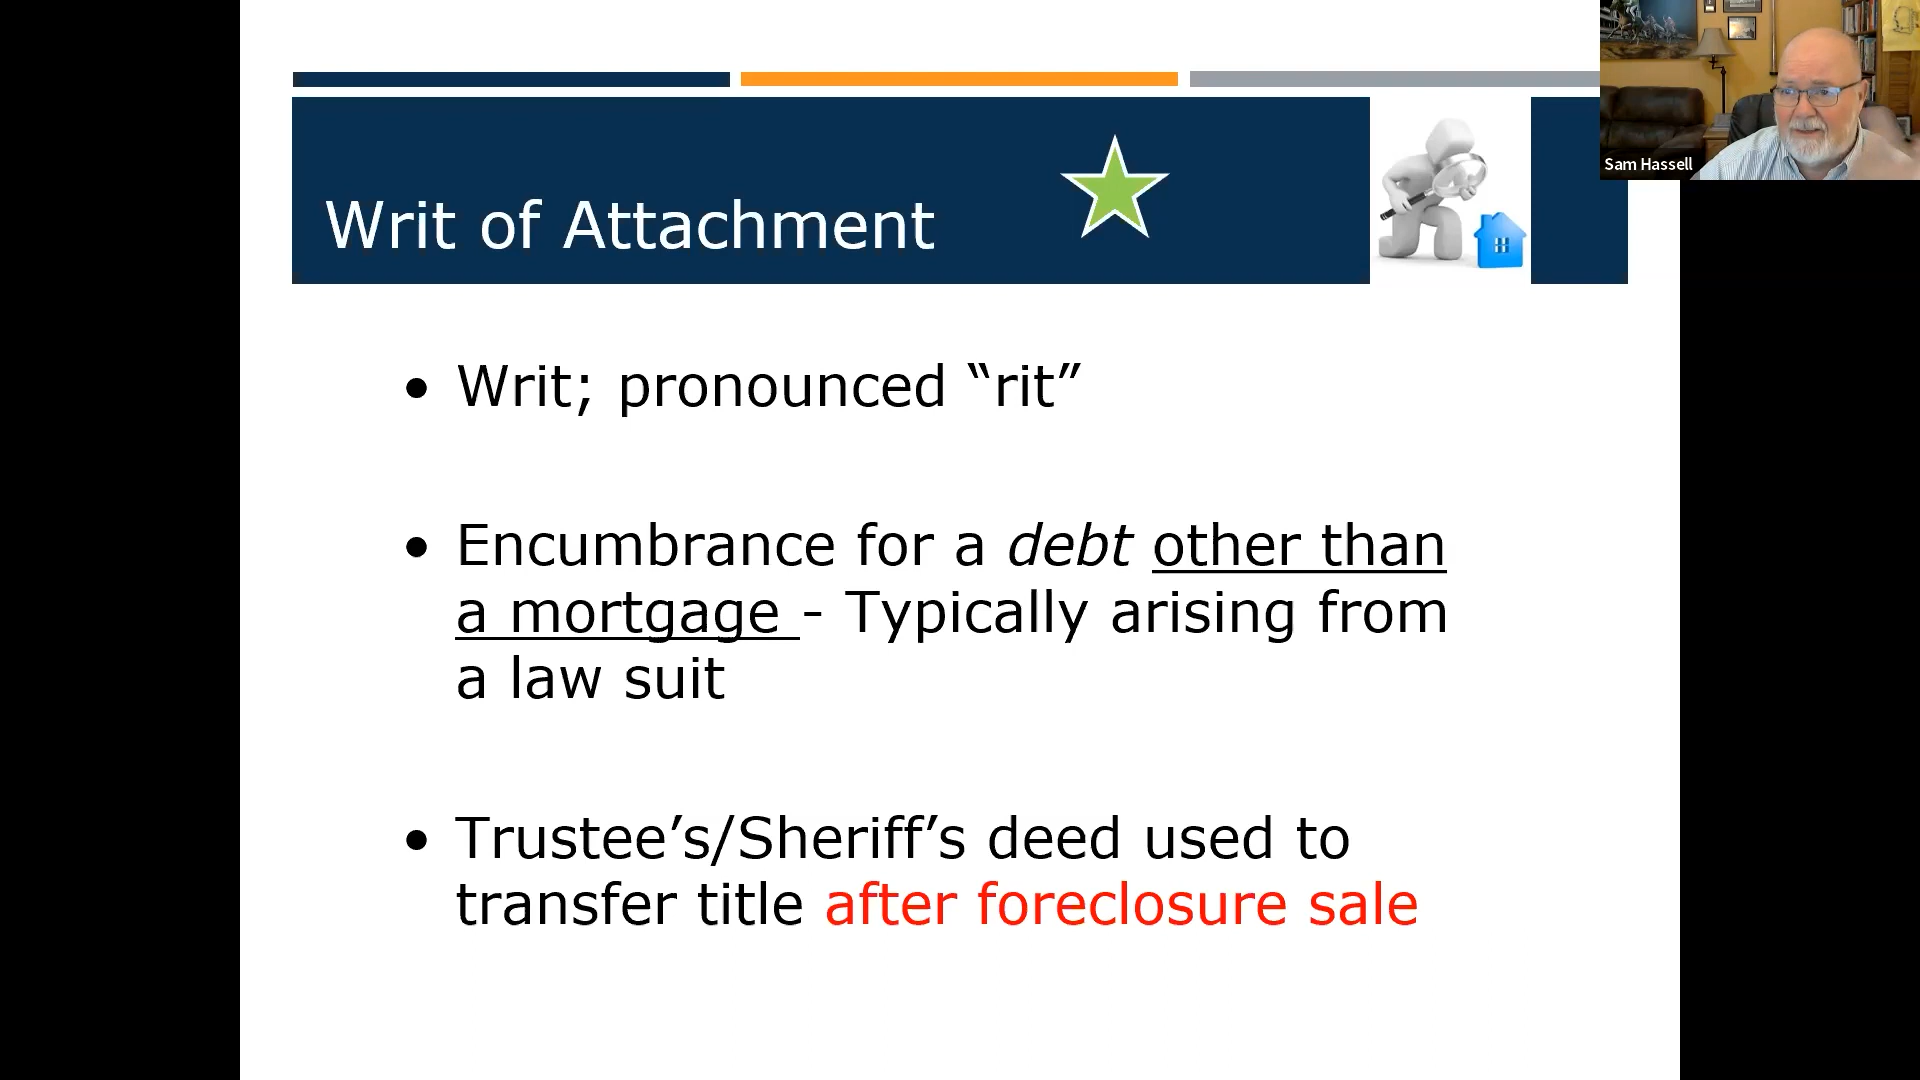 Sam Hassell
Writ of Attachment
• Writ; pronounced “rit”
• Encumbrance for a debt other than
a mortgage - Typically arising from
a law suit
• Trustee’s/Sheriff’s deed used to
transfer title after foreclosure sale